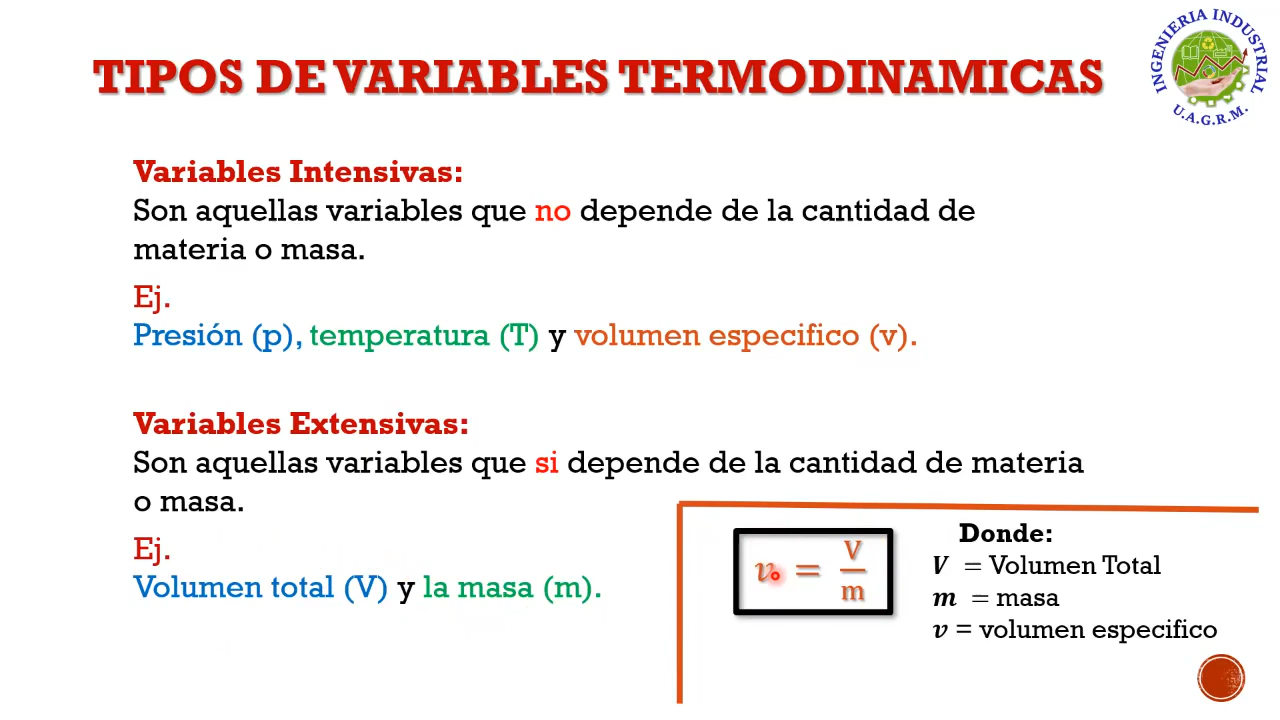 TIPOS DE VARIABLES TERMODINAMICAS
INGENIERIA INDUSTRIAL
U.A.G.R.M.
Variables Intensivas:
Son aquellas variables que no depende de la cantidad de
materia o masa.
Ej.
Presión (p), temperatura (T) y volumen especifico (v).
Variables Extensivas:
Son aquellas variables que si depende de la cantidad de materia
o masa.
Ej.
Volumen total (V) y la masa (m).
v = V/m
Donde:
V = Volumen Total
m = masa
v = volumen especifico